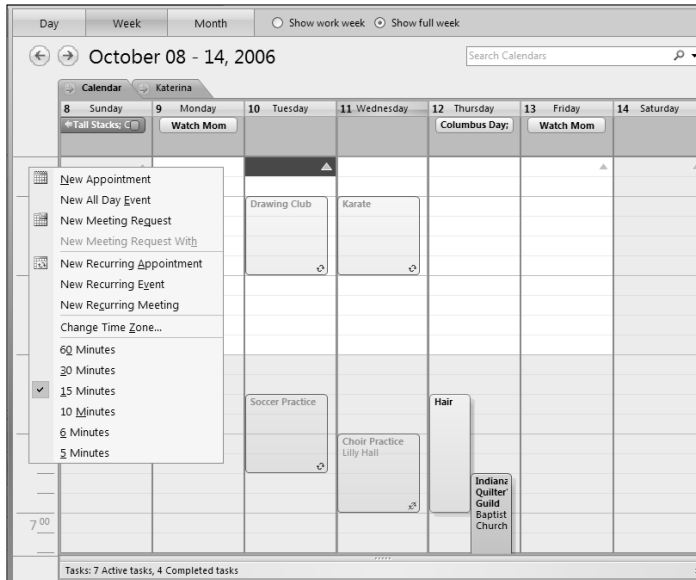 Day Week Month Show work week Show full week
October 08 - 14, 2006 Search Calendars
Calendar Katerina
8 Sunday 9 Monday 10 Tuesday 11 Wednesday 12 Thursday 13 Friday 14 Saturday
Tall Stacks; Watch Mom Columbus Day; Watch Mom
New Appointment
New All Day Event
New Meeting Request
New Meeting Request With
New Recurring Appointment
New Recurring Event
New Recurring Meeting
Change Time Zone...
60 Minutes
30 Minutes
15 Minutes
10 Minutes
6 Minutes
5 Minutes
Drawing Club Karate
Soccer Practice Hair
Choir Practice
Lilly Hall
Indiana
Quilter'
Guild
Baptist
Church
7 00
Tasks: 7 Active tasks, 4 Completed tasks